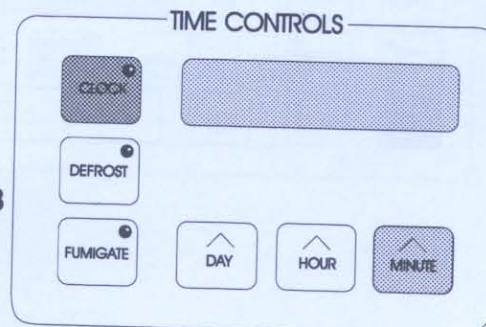 TIME CONTROLS
CLOCK
DEFROST
FUMIGATE
DAY
HOUR
MINUTE